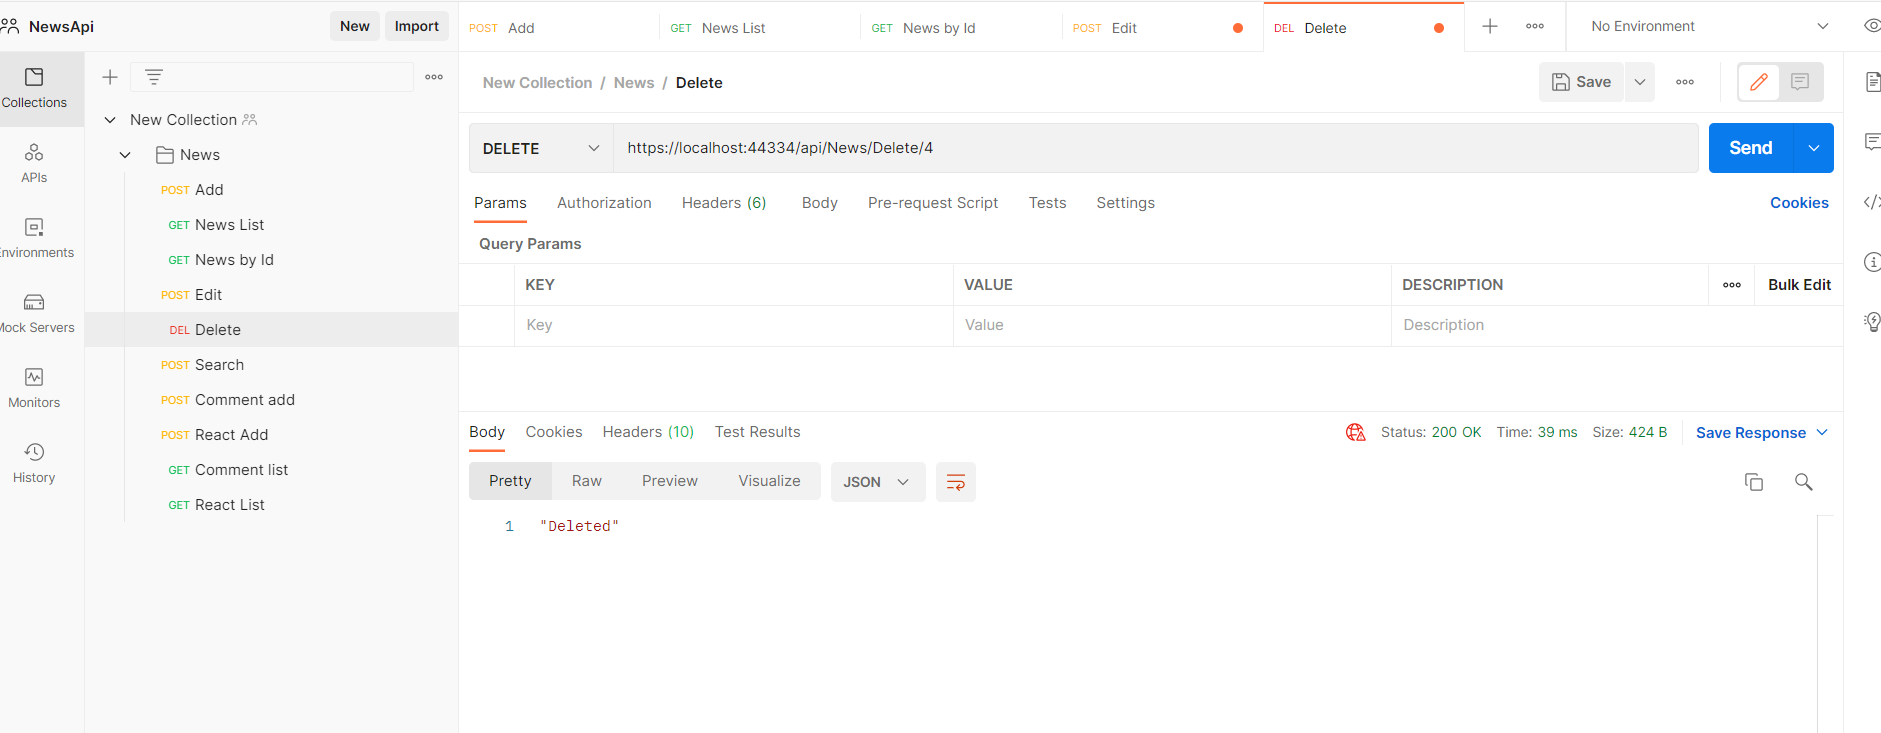 NewsApi
New
Import
POST Add
GET News List
GET News by Id
POST Edit
DEL Delete
No Environment
Collections
APIs
nvironments
Mock Servers
Monitors
History
New Collection
News
POST Add
GET News List
GET News by Id
POST Edit
DEL Delete
POST Search
POST Comment add
POST React Add
GET Comment list
GET React List
New Collection / News / Delete
Save
DELETE
https://localhost:44334/api/News/Delete/4
Send
Params Authorization Headers (6) Body Pre-request Script Tests Settings
Cookies
Query Params
KEY VALUE DESCRIPTION Bulk Edit
Key Value Description
Body Cookies Headers (10) Test Results
Status: 200 OK Time: 39 ms Size: 424 B Save Response
Pretty Raw Preview Visualize JSON
1 "Deleted"